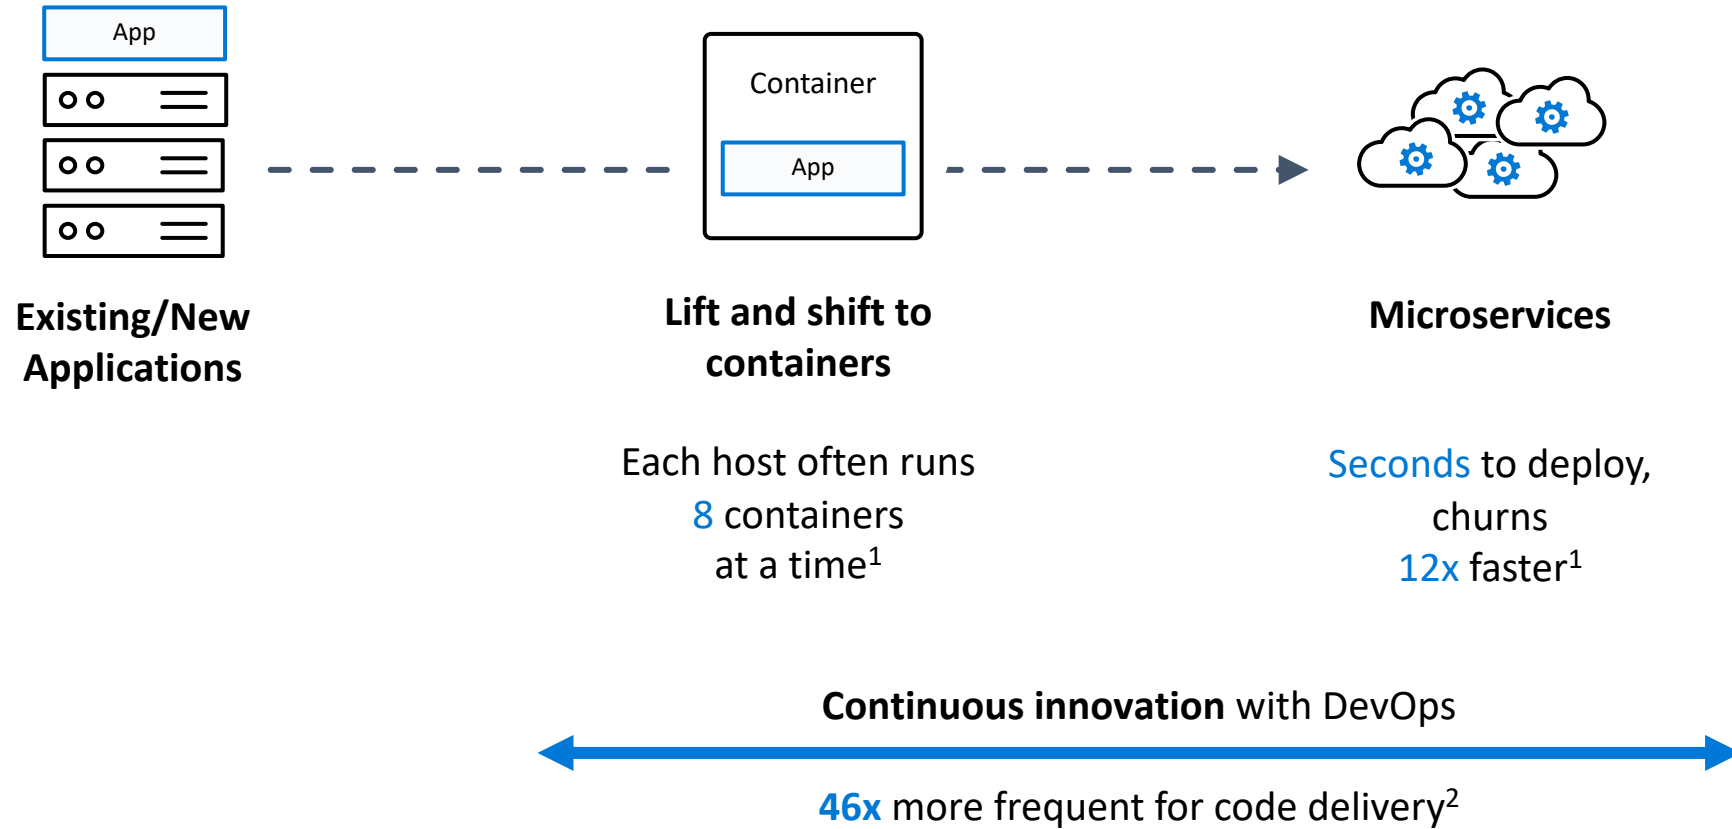 App
Container
App
Existing/New
Applications
Lift and shift to
containers
Microservices
Each host often runs
8 containers
at a time¹
Seconds to deploy,
churns
12x faster¹
Continuous innovation with DevOps
46x more frequent for code delivery²